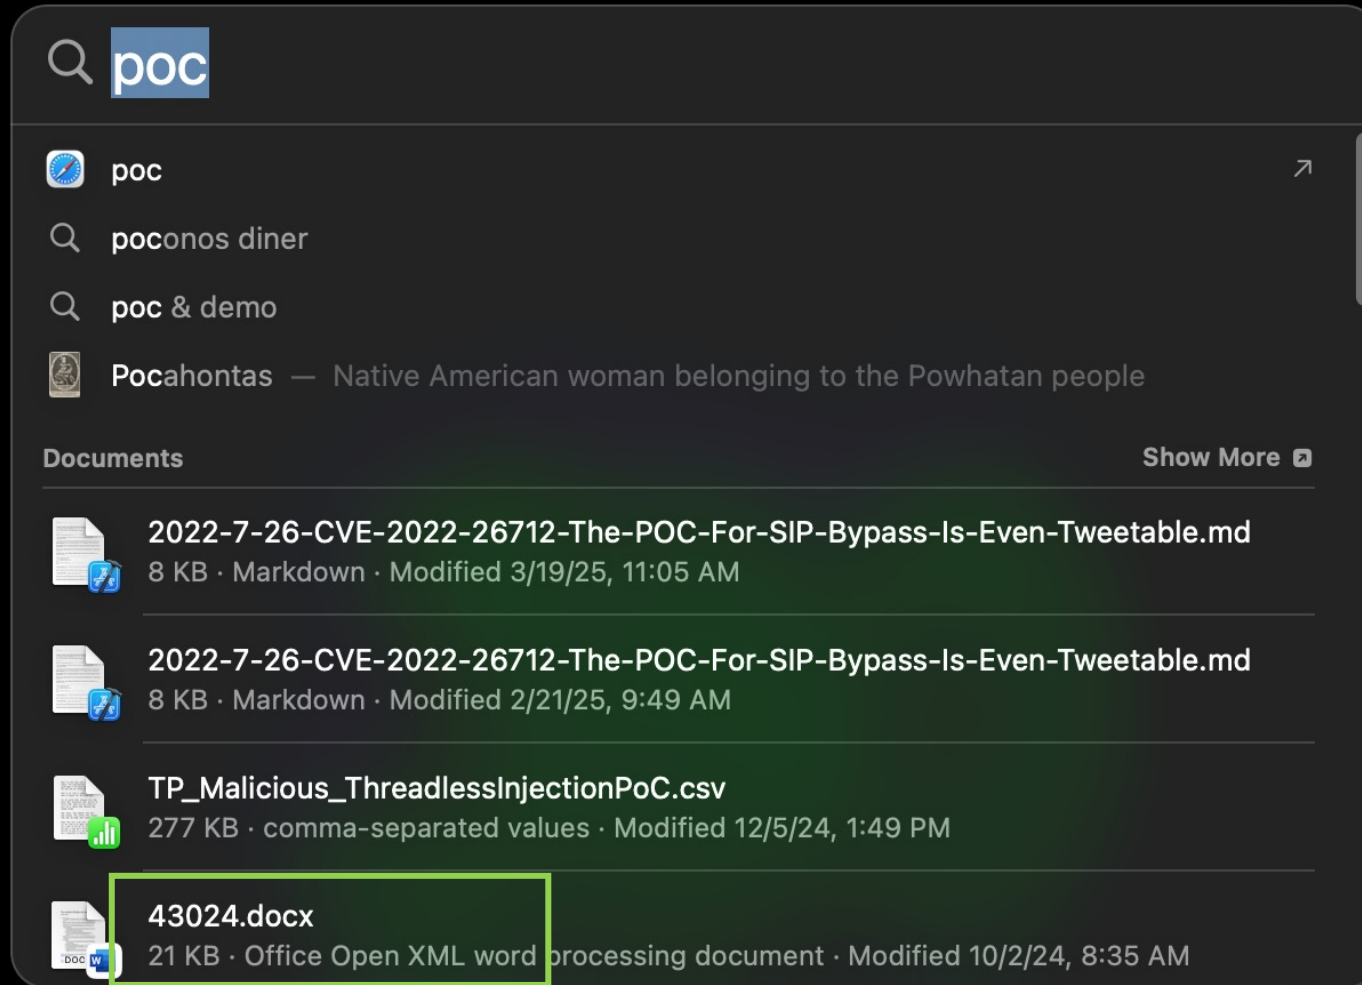 poc
poc
poconos diner
poc & demo
Pocahontas — Native American woman belonging to the Powhatan people
Documents
Show More
2022-7-26-CVE-2022-26712-The-POC-For-SIP-Bypass-Is-Even-Tweetable.md
8 KB · Markdown · Modified 3/19/25, 11:05 AM
2022-7-26-CVE-2022-26712-The-POC-For-SIP-Bypass-Is-Even-Tweetable.md
8 KB · Markdown · Modified 2/21/25, 9:49 AM
TP_Malicious_ThreadlessInjectionPoC.csv
277 KB · comma-separated values · Modified 12/5/24, 1:49 PM
43024.docx
DOC W
21 KB · Office Open XML word processing document · Modified 10/2/24, 8:35 AM